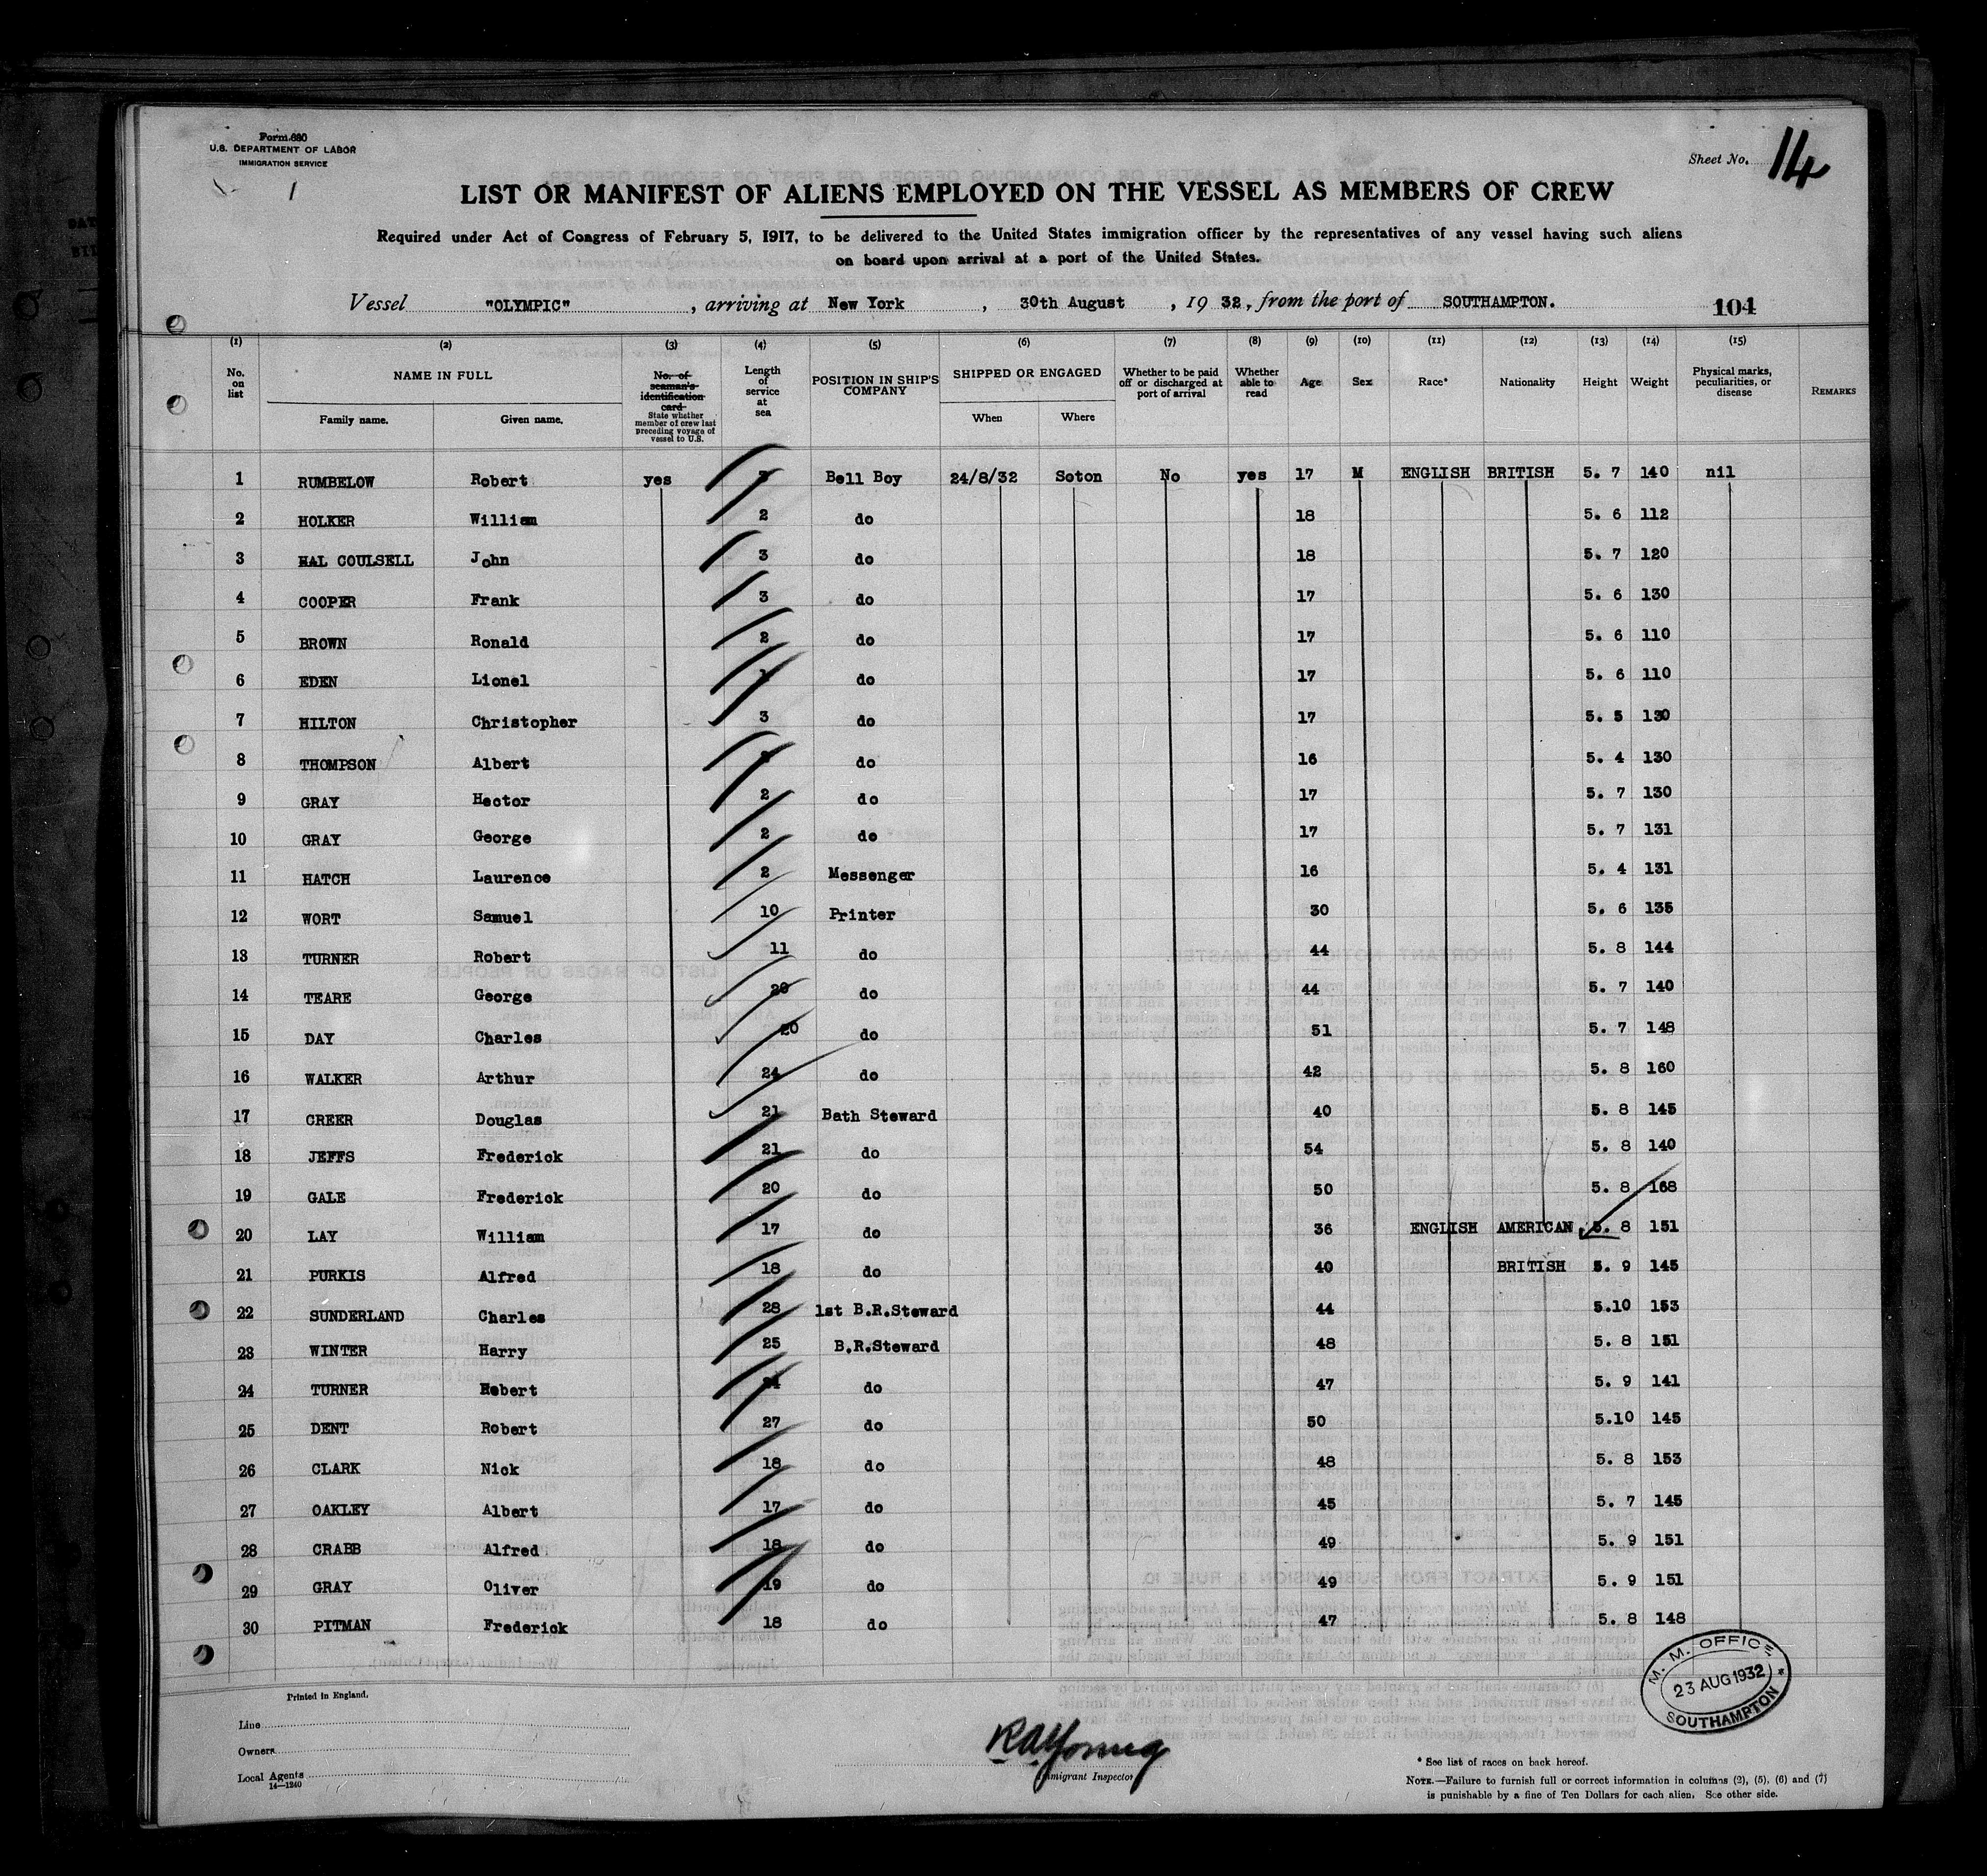 Form 680
U.S. DEPARTMENT OF LABOR
IMMIGRATION SERVICE
Sheet No. 14
LIST OR MANIFEST OF ALIENS EMPLOYED ON THE VESSEL AS MEMBERS OF CREW
Required under Act of Congress of February 5, 1917, to be delivered to the United States immigration officer by the representatives of any vessel having such aliens
on board upon arrival at a port of the United States.
Vessel "OLYMPIC", arriving at New York, 30th August, 19 32, from the port of SOUTHAMPTON. 104
(1) (2) (3) (4) (5) (6) (7) (8) (9) (10) (11) (12) (13) (14) (15)
No. on list NAME IN FULL Family name. Given name. No. of seaman's identification card State whether member of crew last preceding voyage of vessel to U.S. Length of service at sea POSITION IN SHIP'S COMPANY SHIPPED OR ENGAGED When Where Whether to be paid off or discharged at port of arrival Whether able to read Age Sex Race* Nationality Height Weight Physical marks, peculiarities, or disease REMARKS
1 RUMBELOW Robert yes 3 Bell Boy 24/8/32 Soton No yes 17 M ENGLISH BRITISH 5. 7 140 nil
2 HOLKER William 2 do 18 5. 6 112
3 HAL COULSELL John 3 do 18 5. 7 120
4 COOPER Frank 3 do 17 5. 6 130
5 BROWN Ronald 2 do 17 5. 6 110
6 EDEN Lionel do 17 5. 6 110
7 HILTON Christopher 3 do 17 5. 5 130
8 THOMPSON Albert do 16 5. 4 130
9 GRAY Hector 2 do 17 5. 7 130
10 GRAY George 2 do 17 5. 7 131
11 HATCH Laurence 2 Messenger 16 5. 4 131
12 WORT Samuel 10 Printer 30 5. 6 135
13 TURNER Robert 11 do 44 5. 8 144
14 TEARE George 20 do 44 5. 7 140
15 DAY Charles 20 do 51 5. 7 148
16 WALKER Arthur 24 do 42 5. 8 160
17 CREER Douglas 21 Bath Steward 40 5. 8 145
18 JEFFS Frederick 21 do 54 5. 8 140
19 GALE Frederick 20 do 50 5. 8 168
20 LAY William 17 do 36 ENGLISH AMERICAN. 5. 8 151
21 PURKIS Alfred 18 do 40 BRITISH 5. 9 145
22 SUNDERLAND Charles 28 1st B.R.Steward 44 5.10 153
23 WINTER Harry 25 B.R.Steward 48 5. 8 151
24 TURNER Robert 24 do 47 5. 9 141
25 DENT Robert 27 do 50 5.10 145
26 CLARK Nick 18 do 48 5. 8 153
27 OAKLEY Albert 17 do 45 5. 7 145
28 CRABB Alfred 18 do 49 5. 9 151
29 GRAY Oliver 19 do 49 5. 9 151
30 PITMAN Frederick 18 do 47 5. 8 148
M. M. OFFICE
23 AUG 1932
SOUTHAMPTON
Printed in England.
Line
Owners
Local Agents
14—1240
R A Young
Immigrant Inspector
* See list of races on back hereof.
NOTE.—Failure to furnish full or correct information in columns (2), (5), (6) and (7)
is punishable by a fine of Ten Dollars for each alien. See other side.